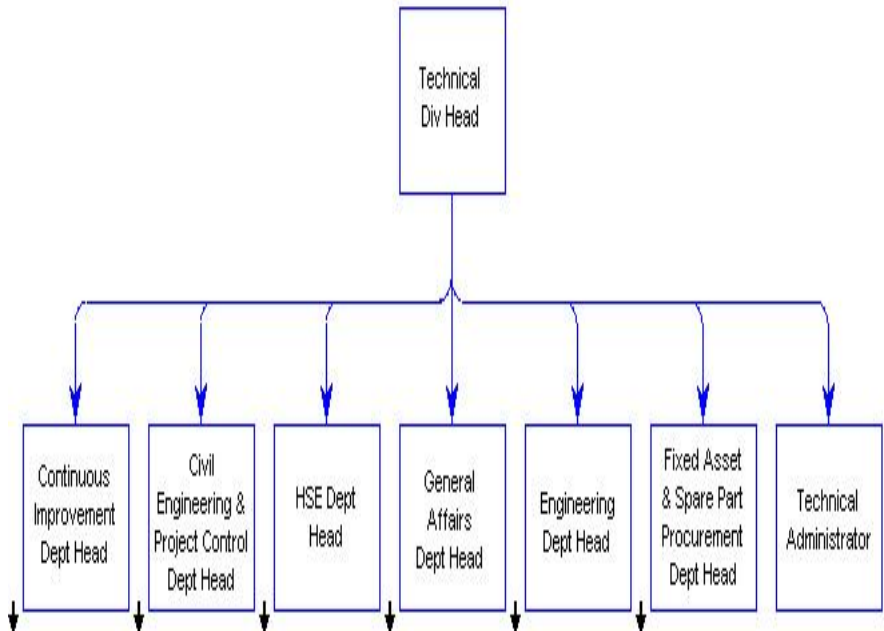 Technical
Div Head
Continuous
Improvement
Dept Head
Civil
Engineering &
Project Control
Dept Head
HSE Dept
Head
General
Affairs
Dept Head
Engineering
Dept Head
Fixed Asset
& Spare Part
Procurement
Dept Head
Technical
Administrator